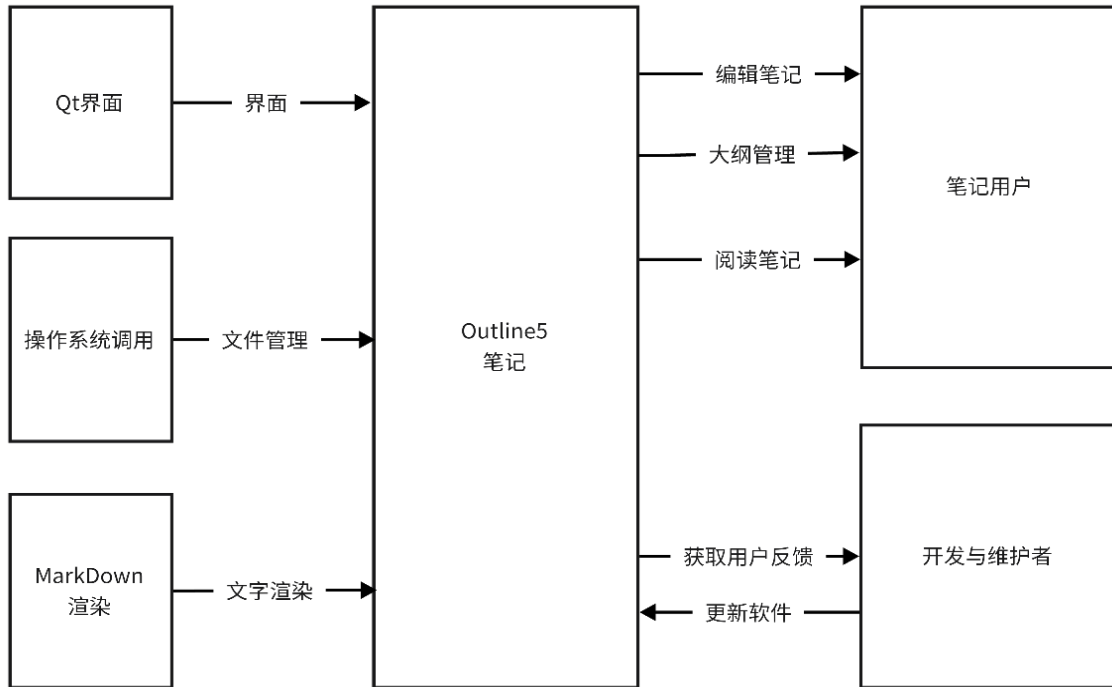 Qt界面
界面
操作系统调用
文件管理
MarkDown
渲染
文字渲染
Outline5
笔记
编辑笔记
大纲管理
阅读笔记
笔记用户
获取用户反馈
更新软件
开发与维护者